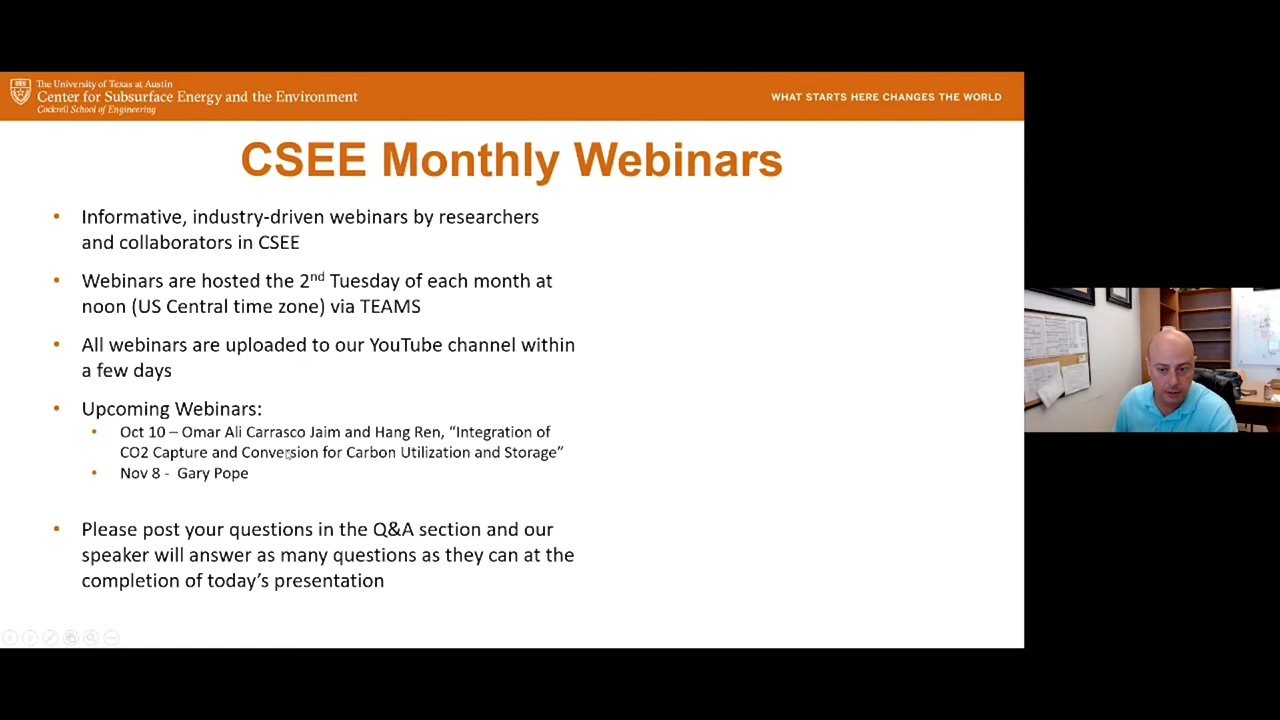 The University of Texas at Austin
Center for Subsurface Energy and the Environment
Cockrell School of Engineering
WHAT STARTS HERE CHANGES THE WORLD
CSEE Monthly Webinars
• Informative, industry-driven webinars by researchers
and collaborators in CSEE
• Webinars are hosted the 2nd Tuesday of each month at
noon (US Central time zone) via TEAMS
• All webinars are uploaded to our YouTube channel within
a few days
• Upcoming Webinars:
• Oct 10 – Omar Ali Carrasco Jaim and Hang Ren, “Integration of
CO2 Capture and Conversion for Carbon Utilization and Storage”
• Nov 8 - Gary Pope
• Please post your questions in the Q&A section and our
speaker will answer as many questions as they can at the
completion of today’s presentation